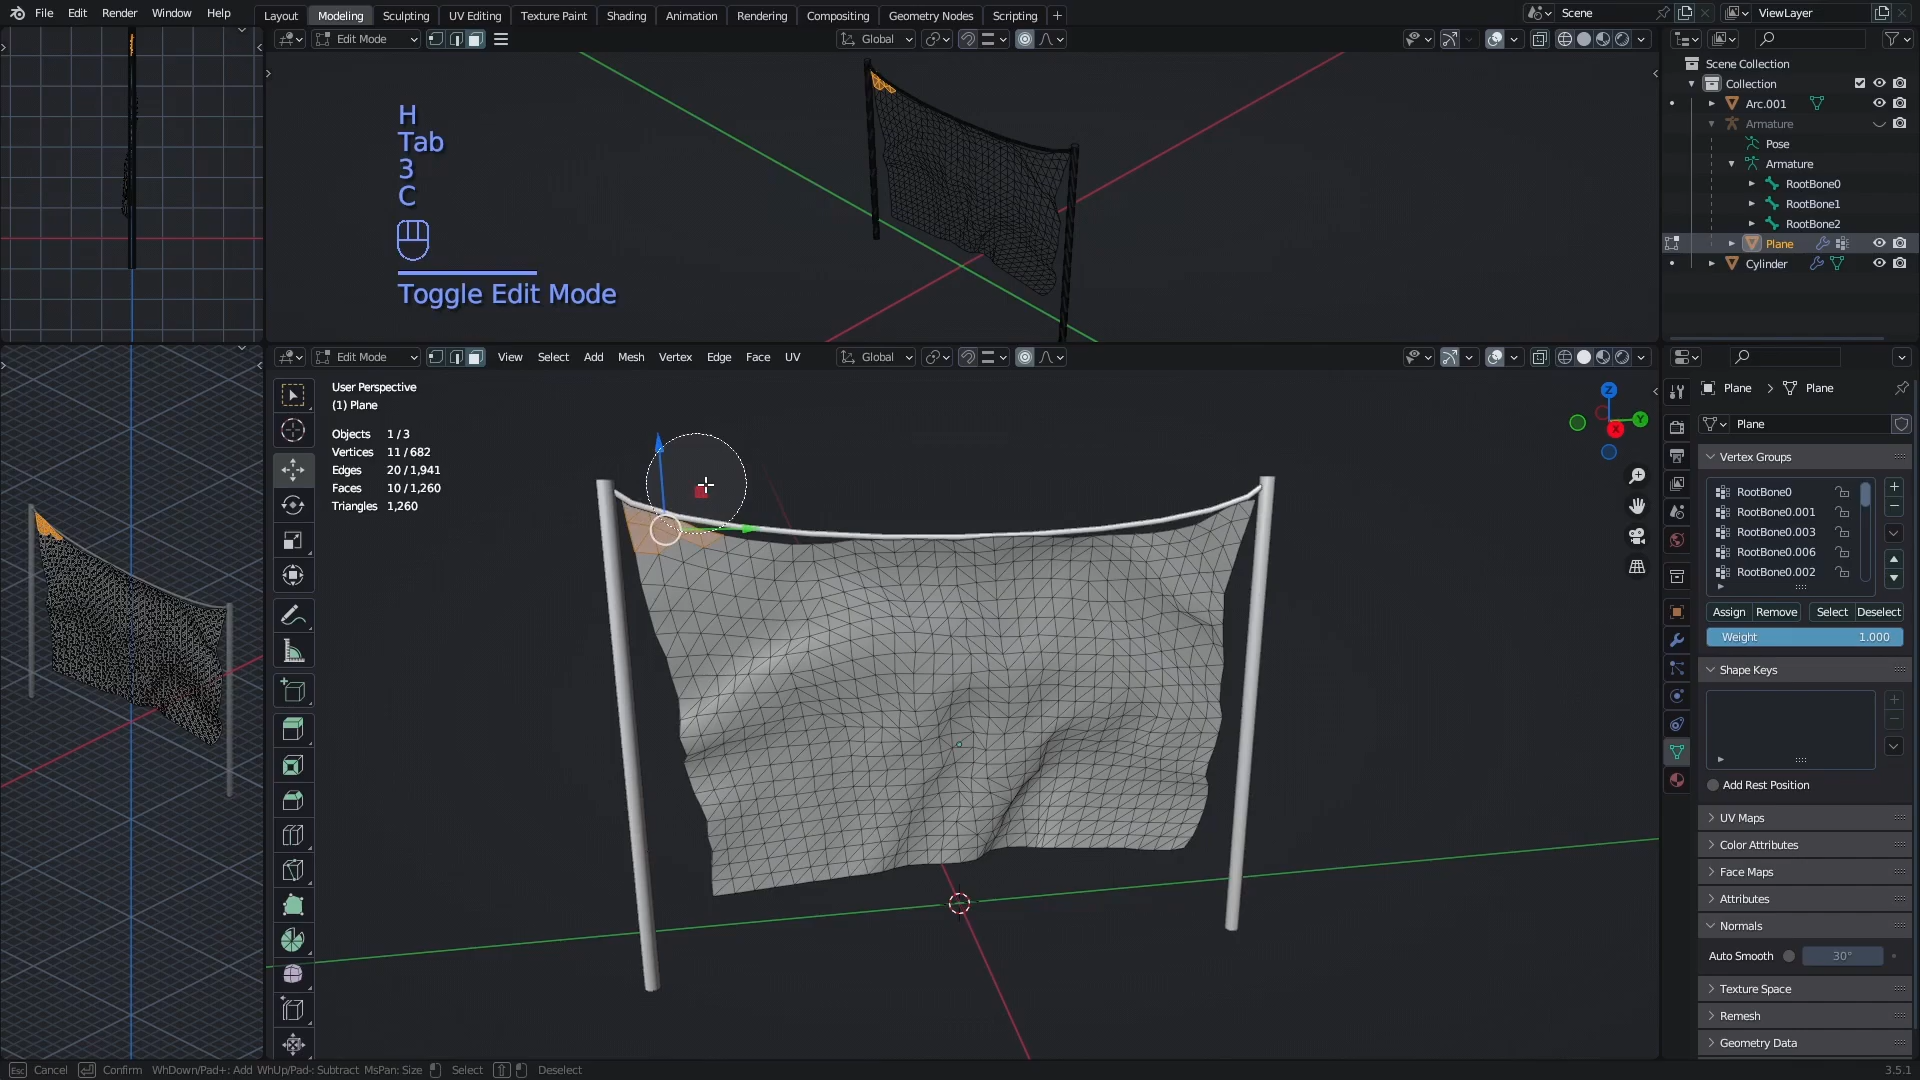 File Edit Render Window Help
Layout Modeling Sculpting UV Editing Texture Paint Shading Animation Rendering Compositing Geometry Nodes Scripting +
Scene
ViewLayer
Edit Mode
Global
H
Tab
3
C
Toggle Edit Mode
Scene Collection
Collection
Arc.001
Armature
Pose
Armature
RootBone0
RootBone1
RootBone2
Plane
Cylinder
Edit Mode
View Select Add Mesh Vertex Edge Face UV
Global
User Perspective
(1) Plane
Objects 1 / 3
Vertices 11 / 682
Edges 20 / 1,941
Faces 10 / 1,260
Triangles 1,260
Z
Y
X
Plane > Plane
Plane
Vertex Groups
RootBone0
RootBone0.001
RootBone0.003
RootBone0.006
RootBone0.002
Assign Remove Select Deselect
Weight 1.000
Shape Keys
Add Rest Position
UV Maps
Color Attributes
Face Maps
Attributes
Normals
Auto Smooth 30°
Texture Space
Remesh
Geometry Data
Esc Cancel Confirm WhDown/Pad+: Add WhUp/Pad-: Subtract MsPan: Size Select Deselect
3.5.1